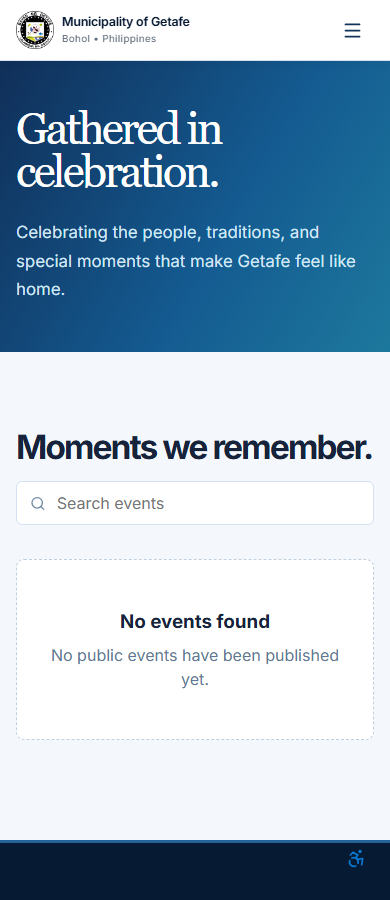 Municipality of Getafe
Bohol • Philippines
Gathered in
celebration.
Celebrating the people, traditions, and
special moments that make Getafe feel like
home.
Moments we remember.
Search events
No events found
No public events have been published
yet.